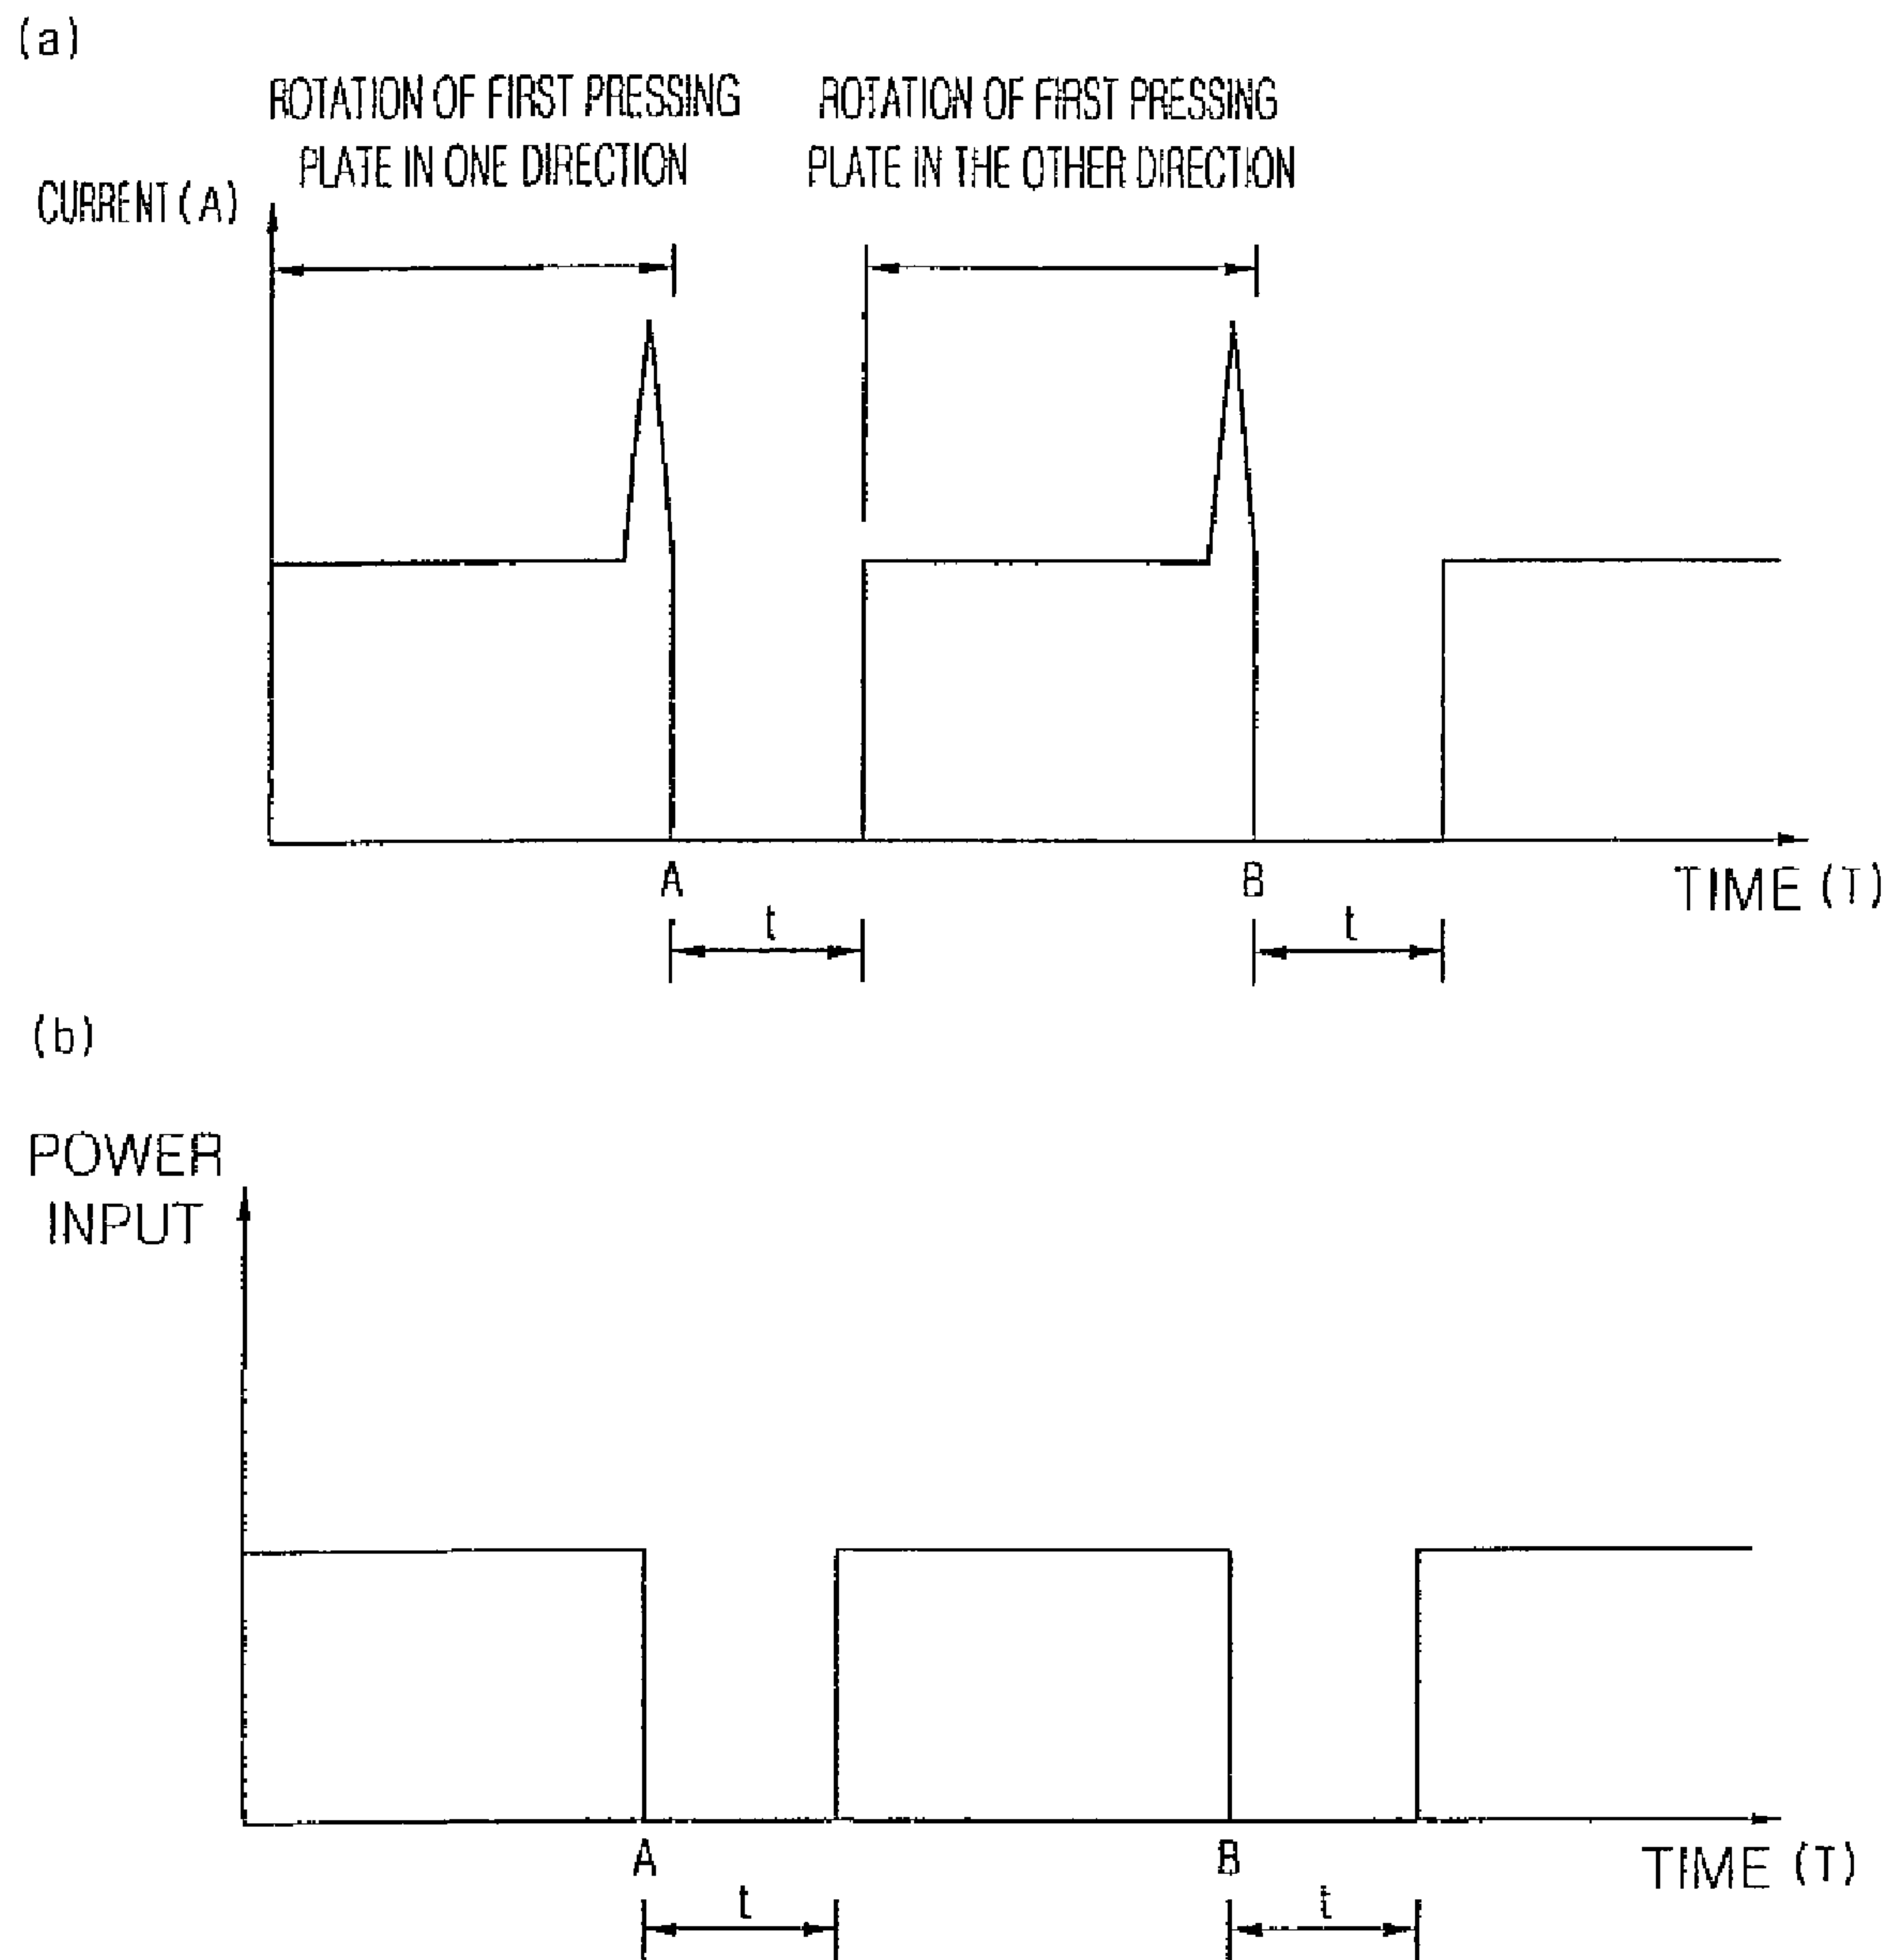 (a)
ROTATION OF FIRST PRESSING
PLATE IN ONE DIRECTION
ROTATION OF FIRST PRESSING
PLATE IN THE OTHER DIRECTION
CURRENT(A)
A
B
TIME (T)
t
t
(b)
POWER
INPUT
A
B
TIME (T)
t
t